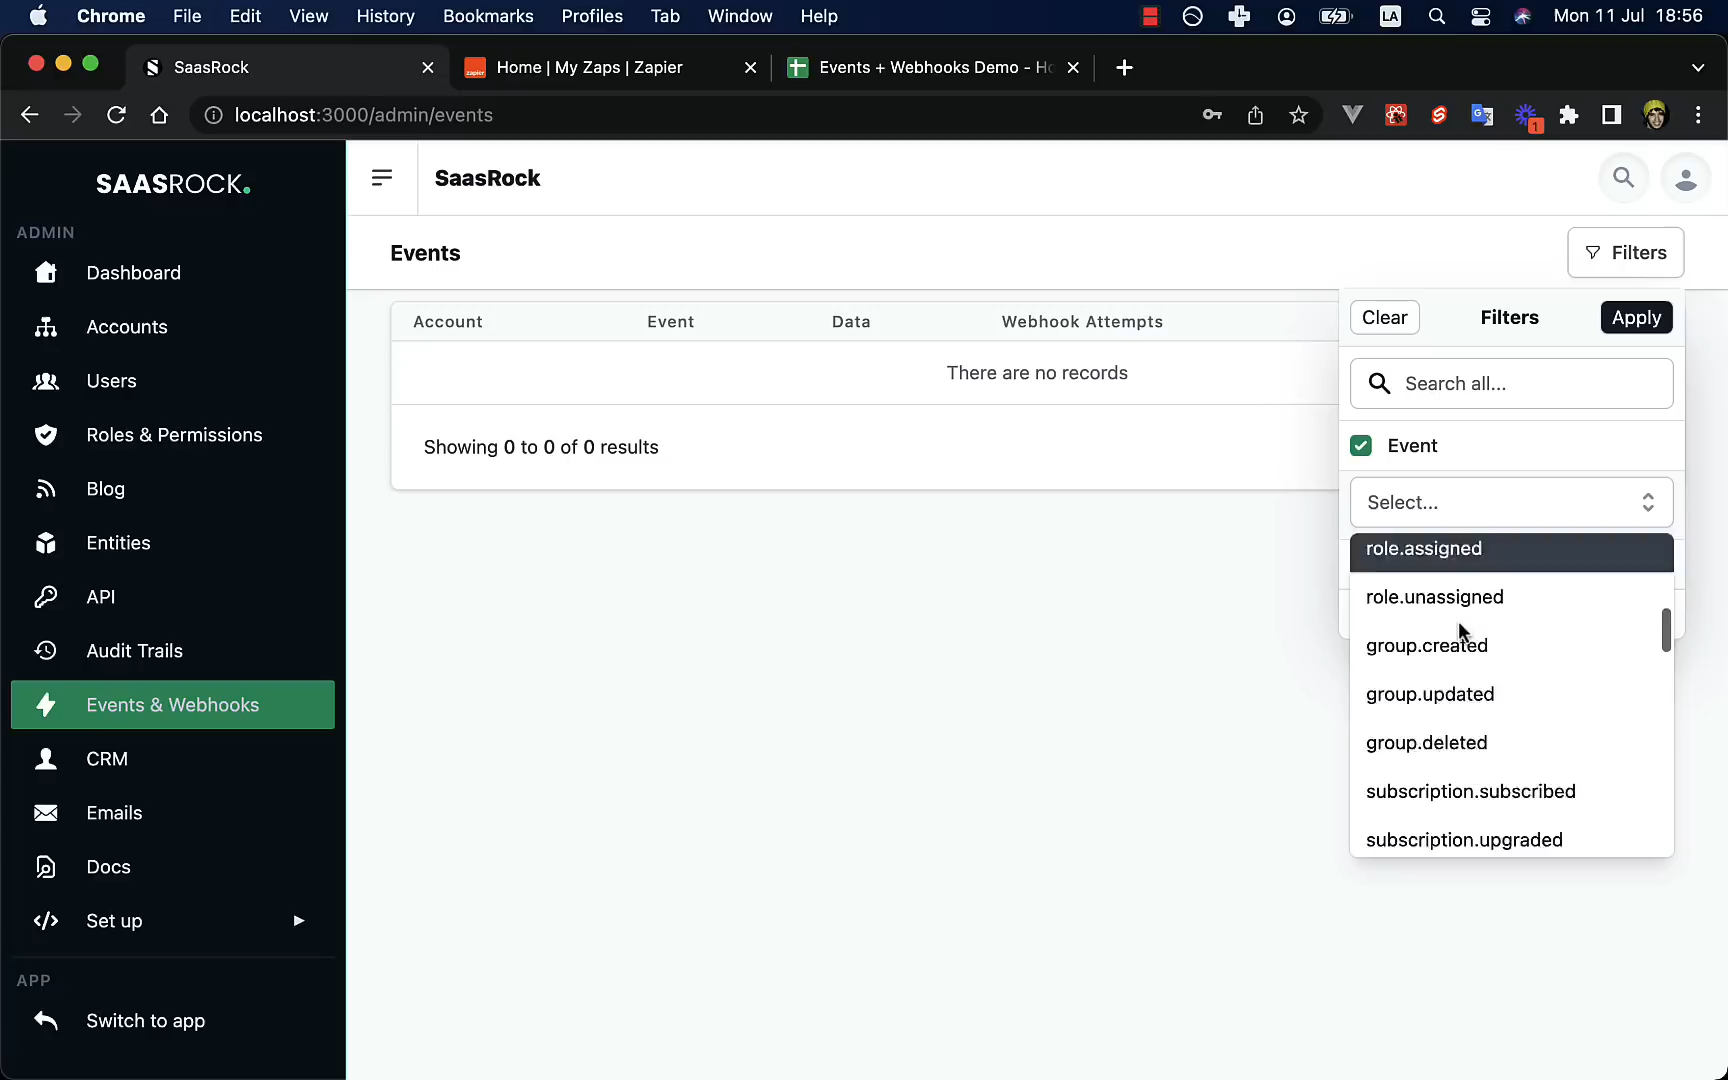 Chrome File Edit View History Bookmarks Profiles Tab Window Help LA Mon 11 Jul 18:56
SaasRock Home | My Zaps | Zapier Events + Webhooks Demo - Ho
localhost:3000/admin/events 1
SAASROCK.
ADMIN
Dashboard
Accounts
Users
Roles & Permissions
Blog
Entities
API
Audit Trails
Events & Webhooks
CRM
Emails
Docs
Set up
APP
Switch to app
SaasRock
Events
Filters
Account Event Data Webhook Attempts
There are no records
Showing 0 to 0 of 0 results
Clear Filters Apply
Search all...
Event
Select...
role.assigned
role.unassigned
group.created
group.updated
group.deleted
subscription.subscribed
subscription.upgraded